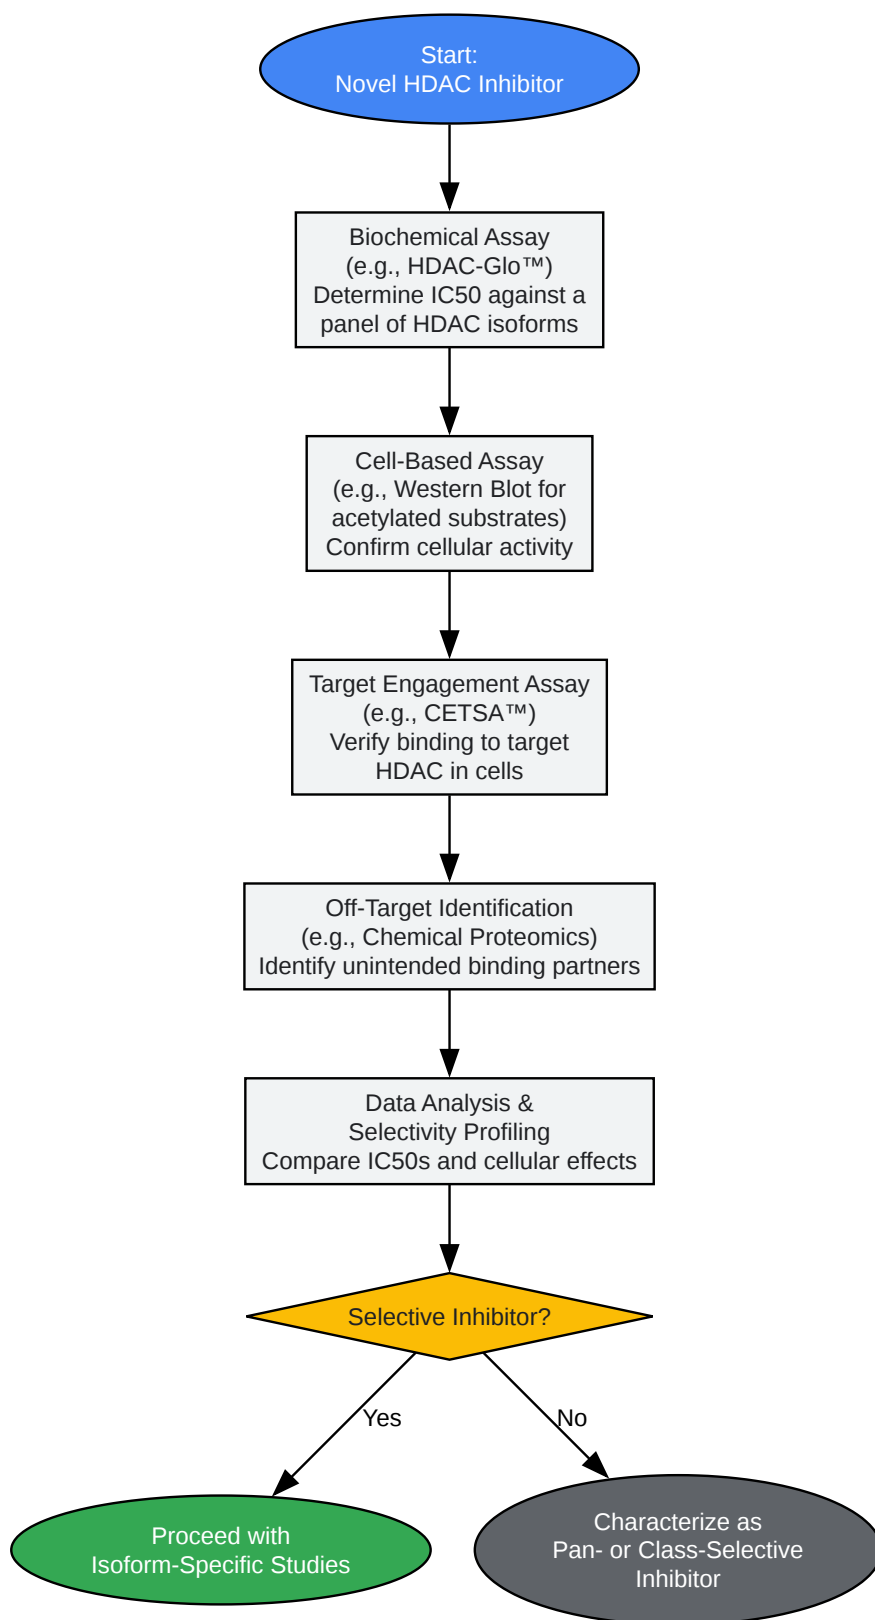 Start:
Novel HDAC Inhibitor
Biochemical Assay
(e.g., HDAC-Glo™)
Determine IC50 against a
panel of HDAC isoforms
Cell-Based Assay
(e.g., Western Blot for
acetylated substrates)
Confirm cellular activity
Target Engagement Assay
(e.g., CETSA™)
Verify binding to target
HDAC in cells
Off-Target Identification
(e.g., Chemical Proteomics)
Identify unintended binding partners
Data Analysis &
Selectivity Profiling
Compare IC50s and cellular effects
Selective Inhibitor?
Yes
No
Proceed with
Isoform-Specific Studies
Characterize as
Pan- or Class-Selective
Inhibitor